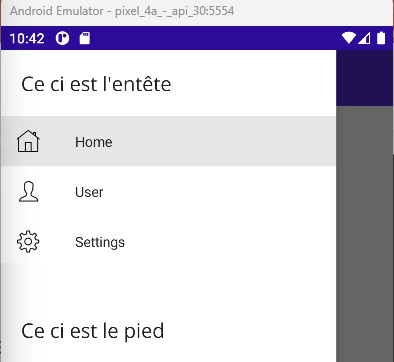 Android Emulator - pixel_4a_-_api_30:5554
10:42
Ce ci est l'entête
Home
User
Settings
Ce ci est le pied